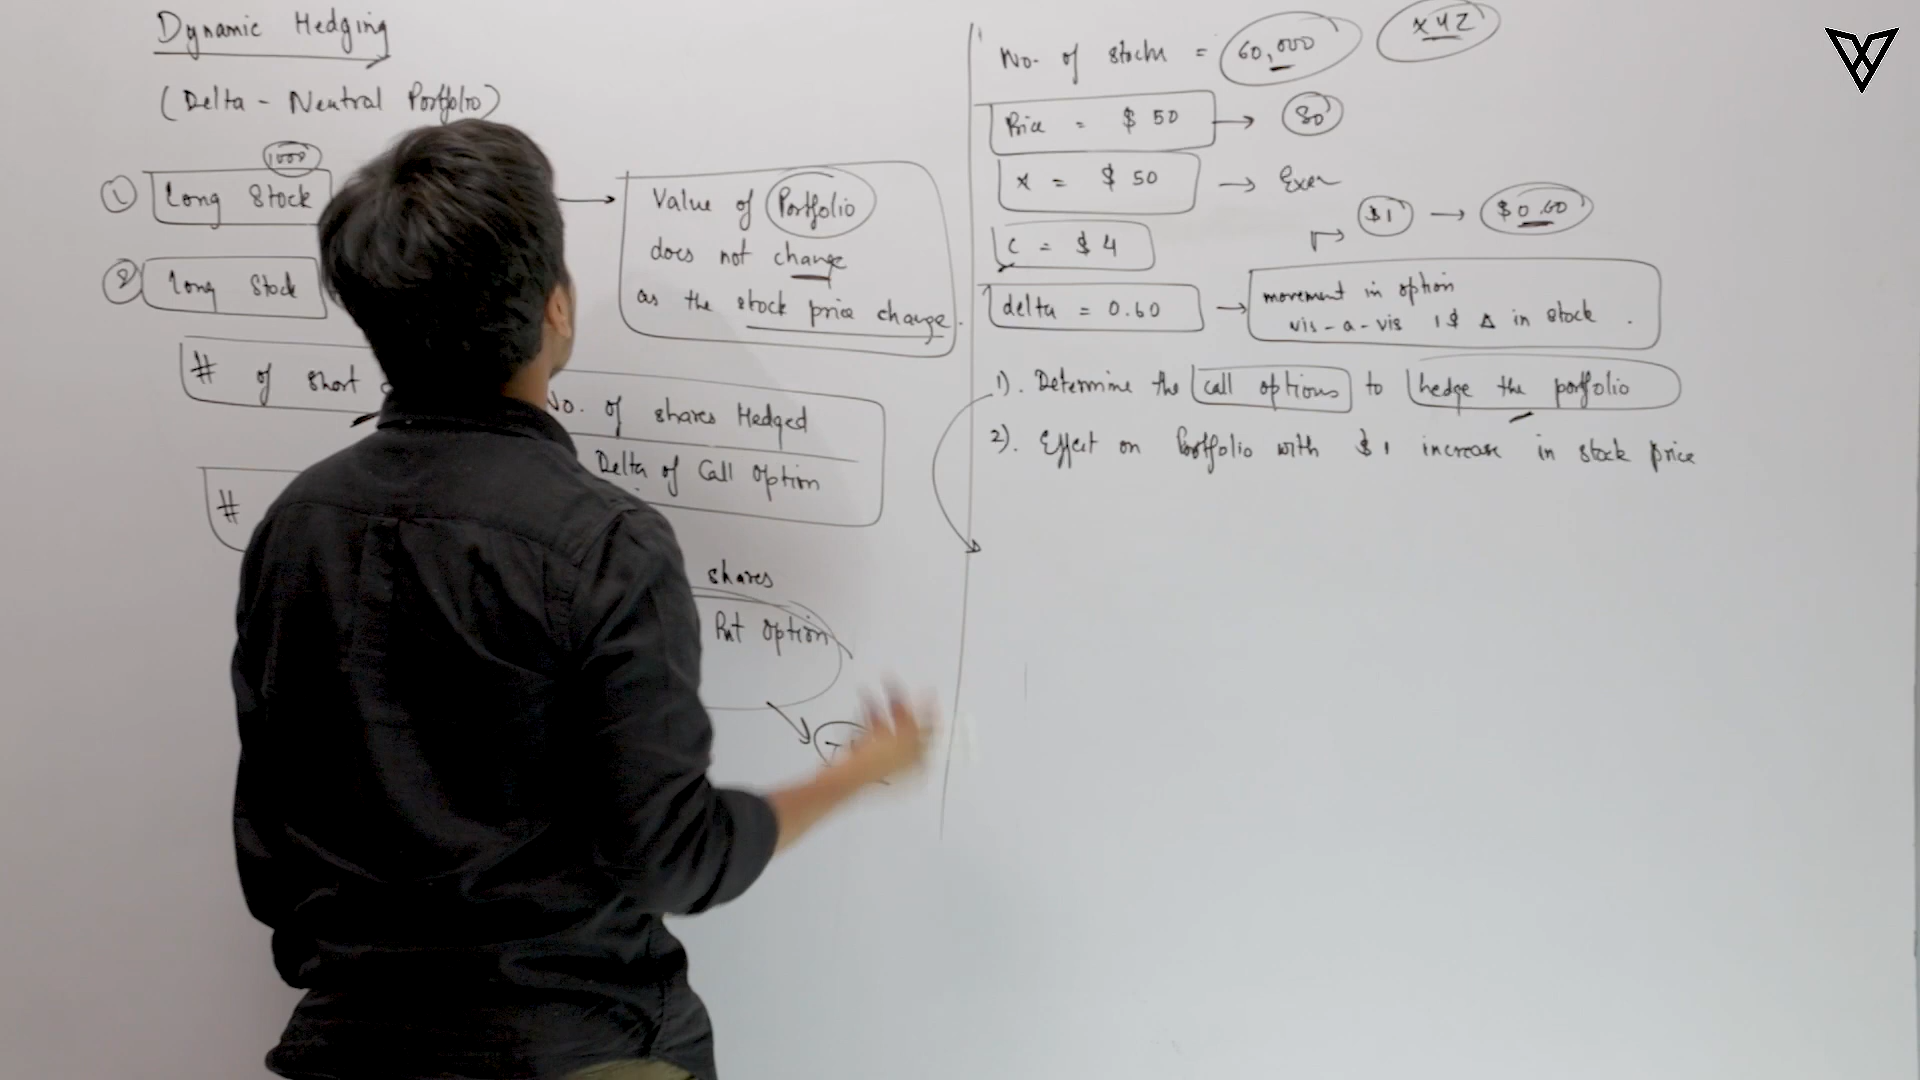 Dynamic Hedging
(Delta - Neutral Portfolio)
1000
① Long Stock
② Long Stock
Value of Portfolio
does not change
as the stock price change.
# of short
No. of shares Hedged
Delta of Call Option
#
shares
Put Option
No. of stocks = 60,000 XYZ
Price = $ 50 → 80
X = $ 50 →
$1 → $0.60
C = $ 4
delta = 0.60 → movement in option
vis-a-vis 1$ Δ in stock.
1). Determine the call options to hedge the portfolio
2). Effect on Portfolio with $1 increase in stock price